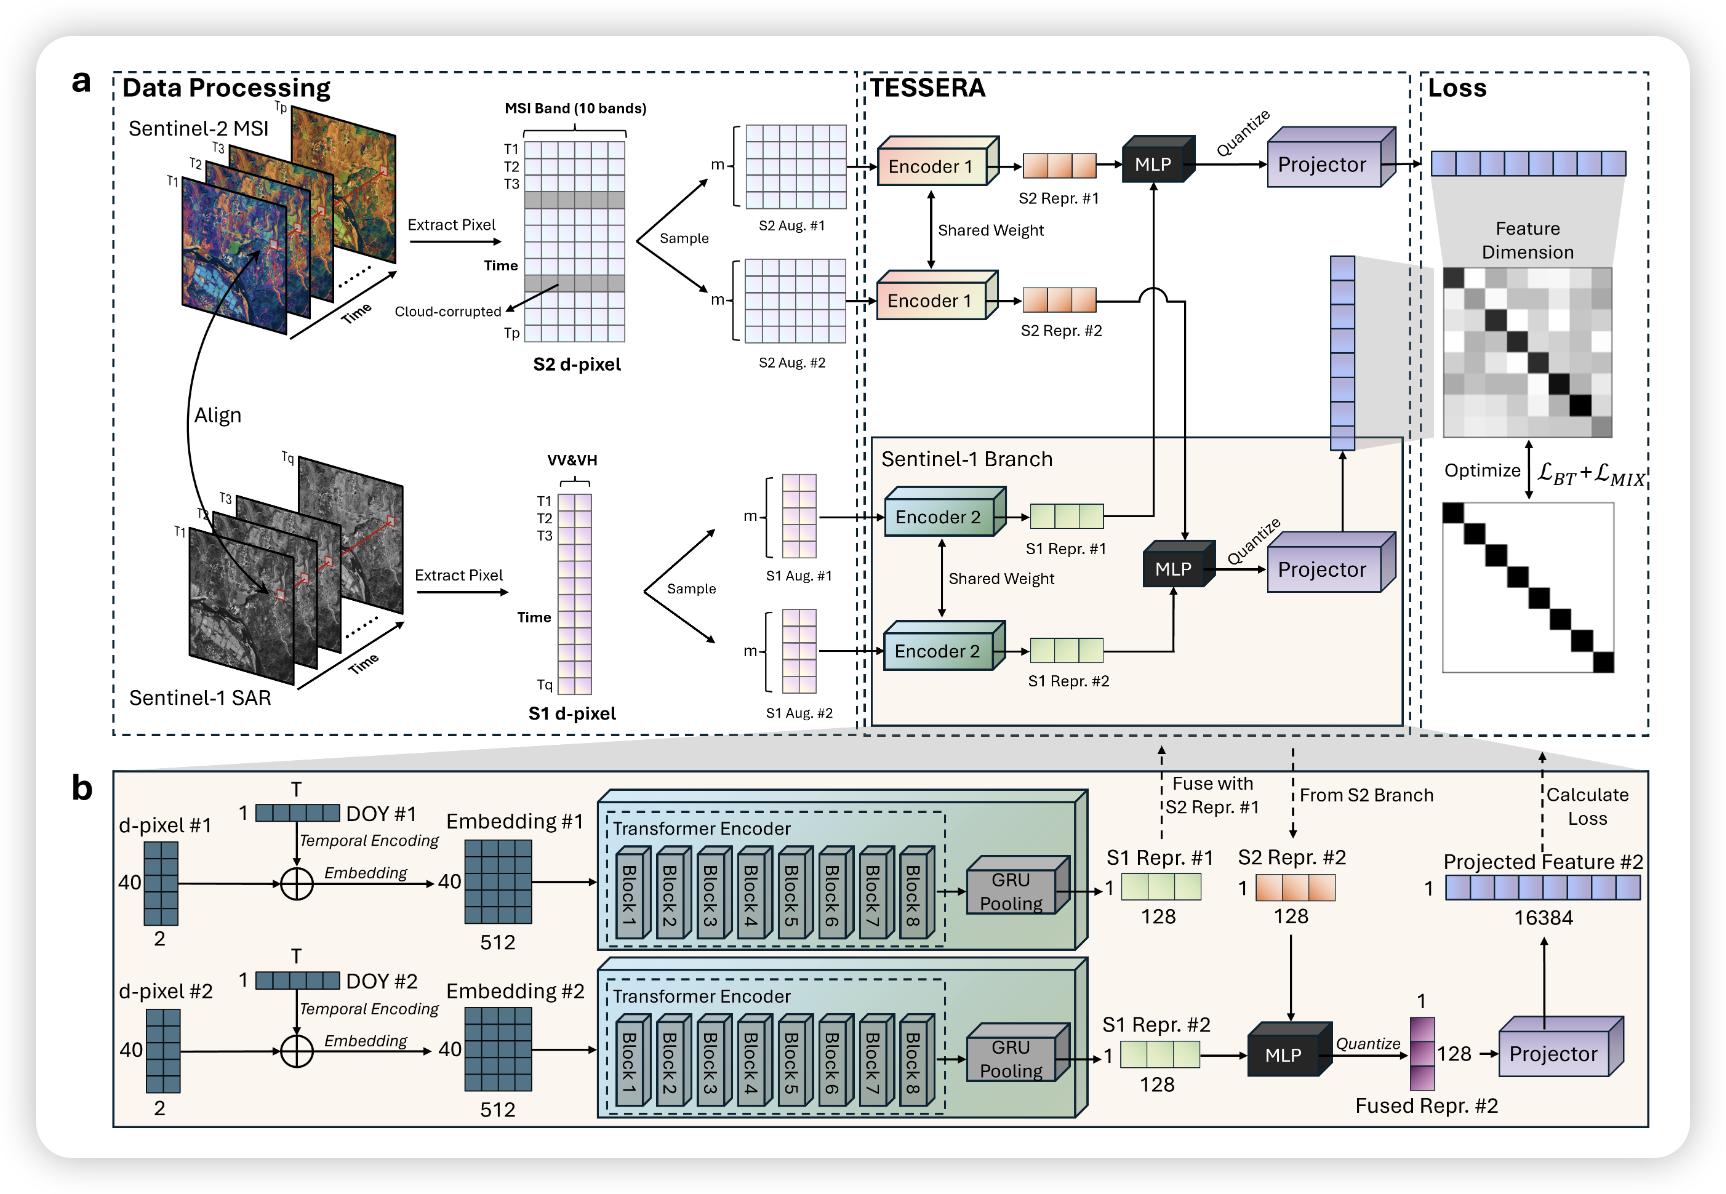 a
Data Processing
Sentinel-2 MSI
Tp
T3
T2
T1
Time
Extract Pixel
MSI Band (10 bands)
T1
T2
T3
Time
Cloud-corrupted
Tp
S2 d-pixel
Sample
m
S2 Aug. #1
m
S2 Aug. #2
Align
Tq
T3
T2
T1
Time
Sentinel-1 SAR
Extract Pixel
VV&VH
T1
T2
T3
Time
Tq
S1 d-pixel
Sample
m
S1 Aug. #1
m
S1 Aug. #2
TESSERA
Encoder 1
S2 Repr. #1
MLP
Quantize
Projector
Shared Weight
Encoder 1
S2 Repr. #2
Sentinel-1 Branch
Encoder 2
S1 Repr. #1
Shared Weight
MLP
Quantize
Projector
Encoder 2
S1 Repr. #2
Loss
Feature
Dimension
Optimize
ℒBT+ℒMIX
b
d-pixel #1
40
2
T
1
DOY #1
Temporal Encoding
Embedding
Embedding #1
40
512
Transformer Encoder
Block 1
Block 2
Block 3
Block 4
Block 5
Block 6
Block 7
Block 8
GRU
Pooling
Fuse with
S2 Repr. #1
S1 Repr. #1
1
128
From S2 Branch
S2 Repr. #2
1
128
Calculate
Loss
Projected Feature #2
1
16384
d-pixel #2
40
2
T
1
DOY #2
Temporal Encoding
Embedding
Embedding #2
40
512
Transformer Encoder
Block 1
Block 2
Block 3
Block 4
Block 5
Block 6
Block 7
Block 8
GRU
Pooling
S1 Repr. #2
1
128
MLP
Quantize
1
128
Fused Repr. #2
Projector